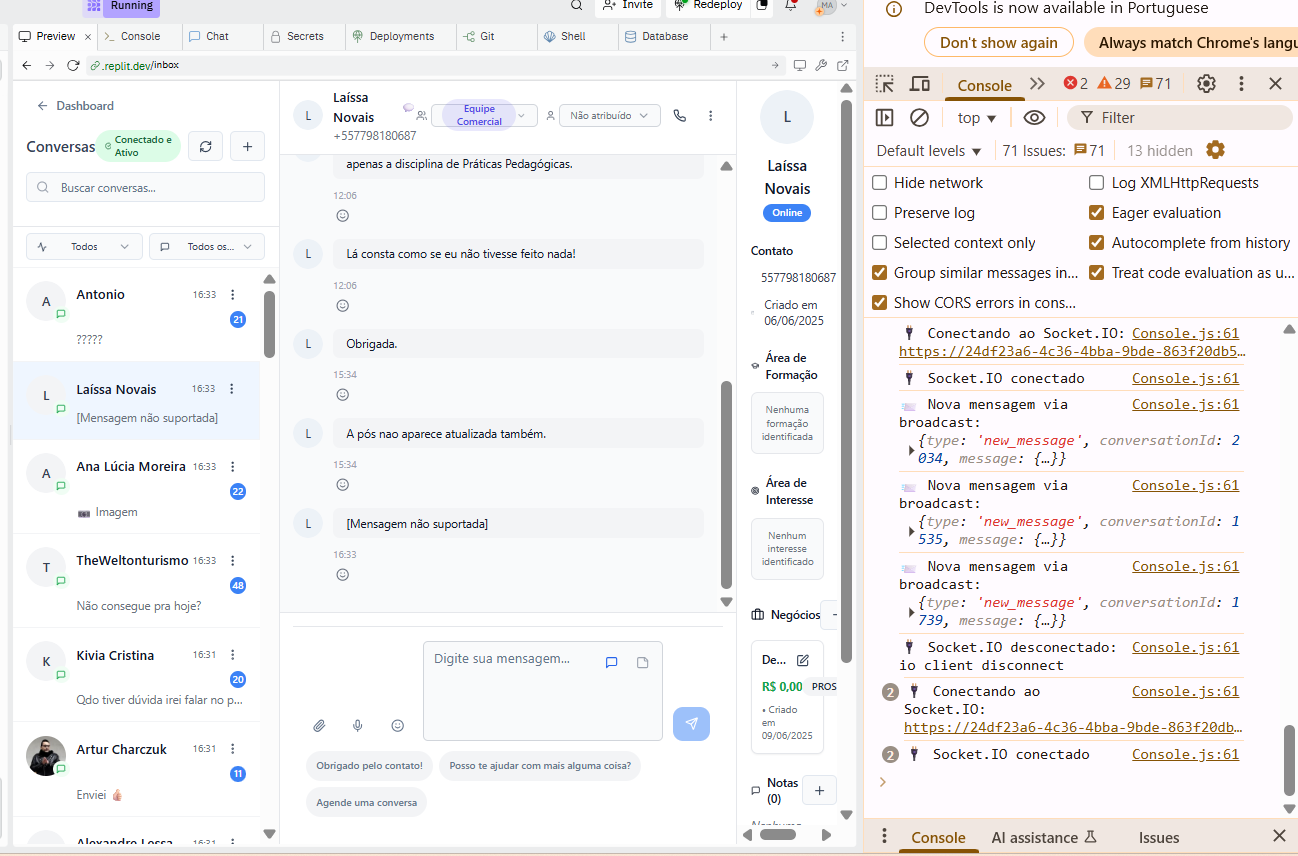 Running
Invite
Redeploy
MA
Preview
Console
Chat
Secrets
Deployments
Git
Shell
Database
.replit.dev/inbox
Dashboard
Conversas
Conectado e
Ativo
Buscar conversas...
Todos
Todos os...
A
Antonio
16:33
21
?????
L
Laíssa Novais
16:33
[Mensagem não suportada]
A
Ana Lúcia Moreira
16:33
22
Imagem
T
TheWeltonturismo
16:33
48
Não consegue pra hoje?
K
Kivia Cristina
16:31
20
Qdo tiver dúvida irei falar no p...
Artur Charczuk
16:31
11
Enviei
Alexandre Lessa
16:31
L
Laíssa
Novais
+557798180687
Equipe
Comercial
Não atribuído
apenas a disciplina de Práticas Pedagógicas.
12:06
L
Lá consta como se eu não tivesse feito nada!
12:06
L
Obrigada.
15:34
L
A pós nao aparece atualizada também.
15:34
L
[Mensagem não suportada]
16:33
Digite sua mensagem...
Obrigado pelo contato!
Posso te ajudar com mais alguma coisa?
Agende uma conversa
L
Laíssa
Novais
Online
Contato
557798180687
Criado em
06/06/2025
Área de
Formação
Nenhuma
formação
identificada
Área de
Interesse
Nenhum
interesse
identificado
Negócios
De...
R$ 0,00
PROS
• Criado
em
09/06/2025
Notas
(0)
DevTools is now available in Portuguese
Don't show again
Always match Chrome's langu
Console
2
29
71
top
Filter
Default levels
71 Issues:
71
13 hidden
Hide network
Log XMLHttpRequests
Preserve log
Eager evaluation
Selected context only
Autocomplete from history
Group similar messages in...
Treat code evaluation as u...
Show CORS errors in cons...
Conectando ao Socket.IO:
Console.js:61
https://24df23a6-4c36-4bba-9bde-863f20db5…
Socket.IO conectado
Console.js:61
Nova mensagem via
Console.js:61
broadcast:
{type: 'new_message', conversationId: 2
034, message: {…}}
Nova mensagem via
Console.js:61
broadcast:
{type: 'new_message', conversationId: 1
535, message: {…}}
Nova mensagem via
Console.js:61
broadcast:
{type: 'new_message', conversationId: 1
739, message: {…}}
Socket.IO desconectado:
Console.js:61
io client disconnect
2
Conectando ao
Console.js:61
Socket.IO:
https://24df23a6-4c36-4bba-9bde-863f20db…
2
Socket.IO conectado
Console.js:61
Console
AI assistance
Issues